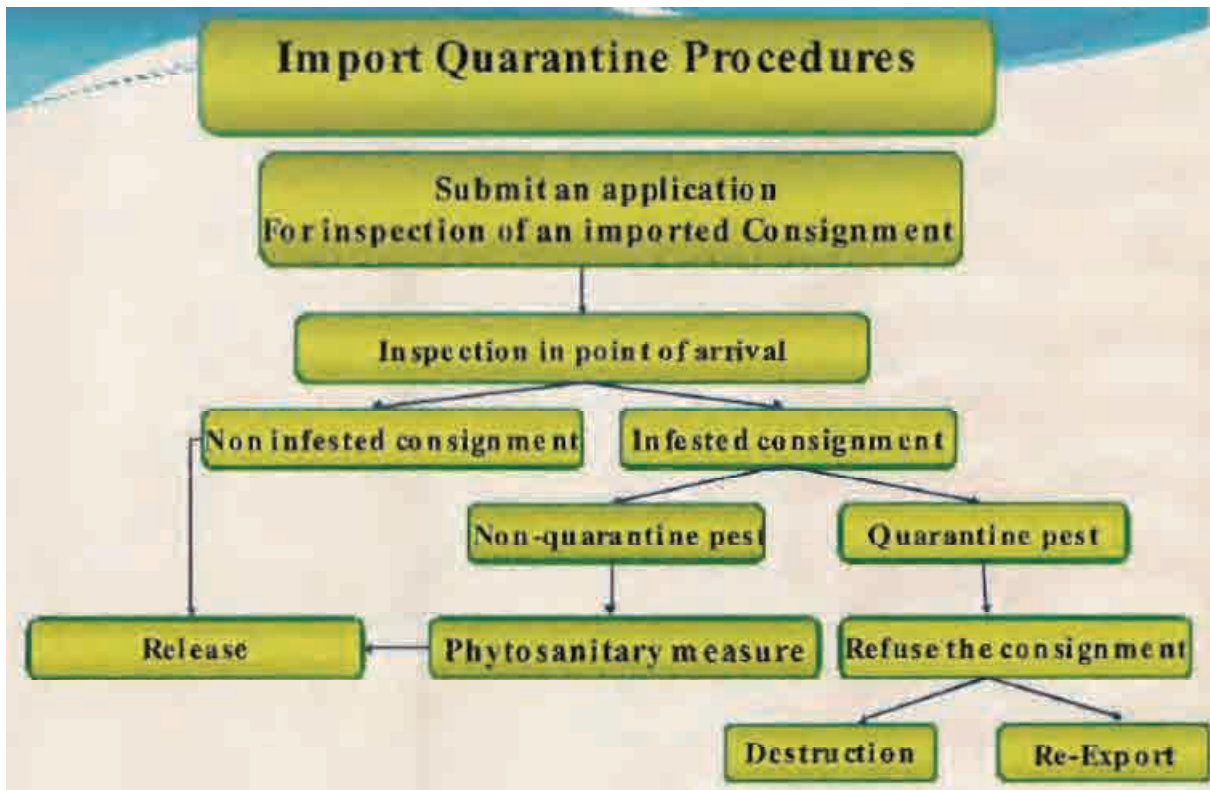 Import Quarantine Procedures
Submit an application
For inspection of an imported Consignment
Inspection in point of arrival
Non infested consignment
Infested consignment
Non-quarantine pest
Quarantine pest
Release
Phytosanitary measure
Refuse the consignment
Destruction
Re-Export